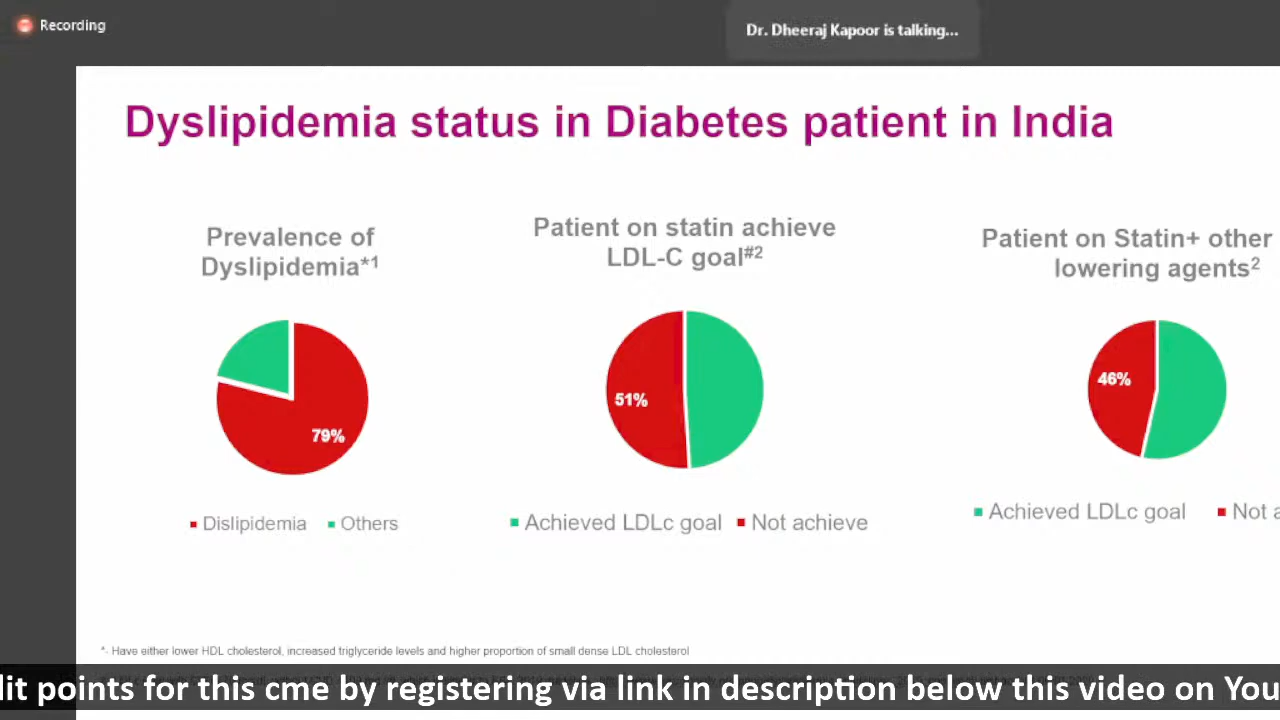 Recording
Dr. Dheeraj Kapoor is talking...
Dyslipidemia status in Diabetes patient in India
Prevalence of
Dyslipidemia*1
79%
Dislipidemia Others
Patient on statin achieve
LDL-C goal#2
51%
Achieved LDLc goal Not achieve
Patient on Statin+ other
lowering agents2
46%
Achieved LDLc goal Not a
*- Have either lower HDL cholesterol, increased triglyceride levels and higher proportion of small dense LDL cholesterol
dit points for this cme by registering via link in description below this video on You